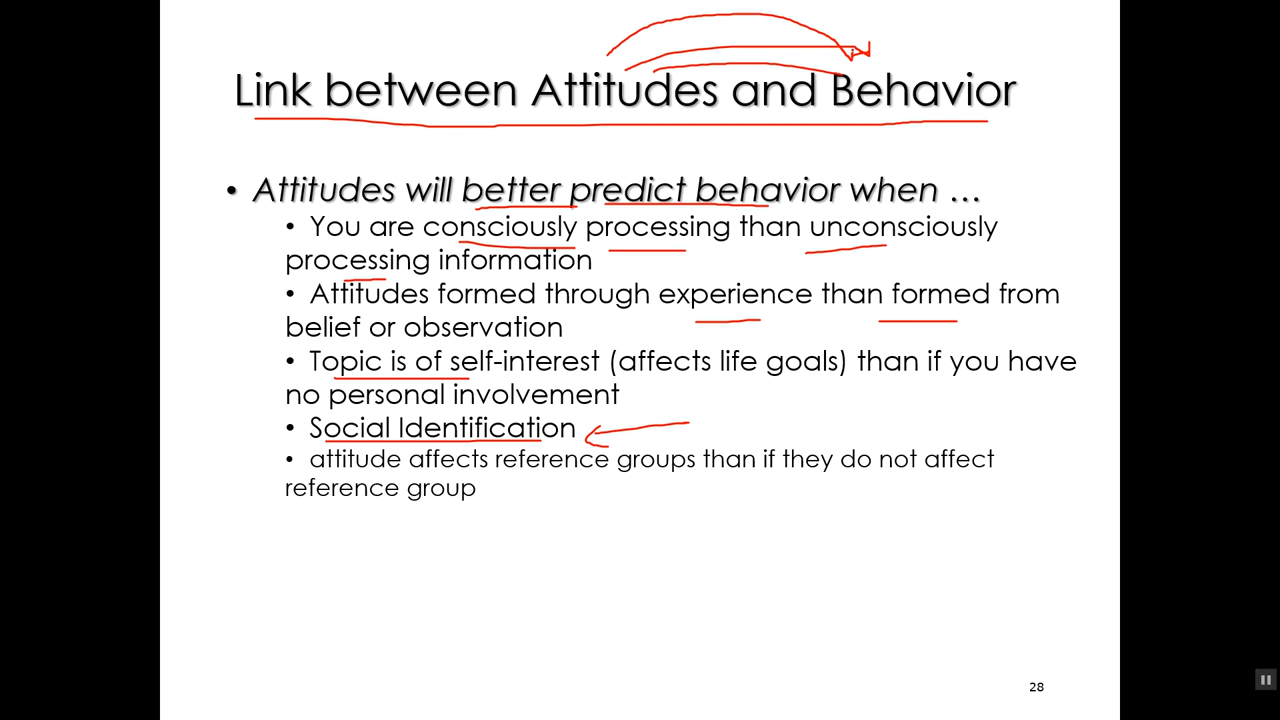 Link between Attitudes and Behavior
• Attitudes will better predict behavior when ...
• You are consciously processing than unconsciously
processing information
• Attitudes formed through experience than formed from
belief or observation
• Topic is of self-interest (affects life goals) than if you have
no personal involvement
• Social Identification
• attitude affects reference groups than if they do not affect
reference group
28